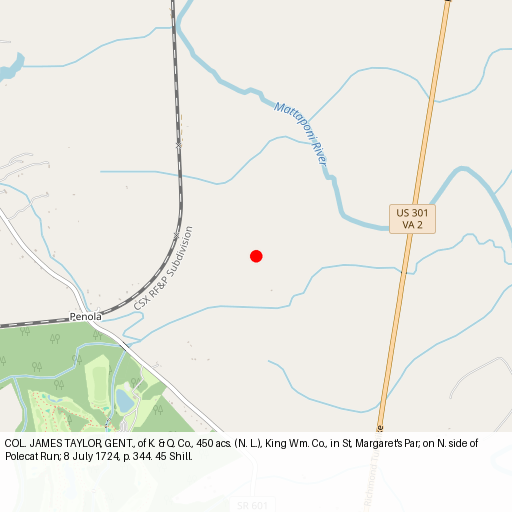 Mattaponi River
US 301
VA 2
CSX RF&P Subdivision
Penola
COL. JAMES TAYLOR, GENT., of K. & Q. Co., 450 acs. (N. L.), King Wm. Co., in St, Margaret's Par; on N. side of
Polecat Run; 8 July 1724, p. 344. 45 Shill.
SR 601